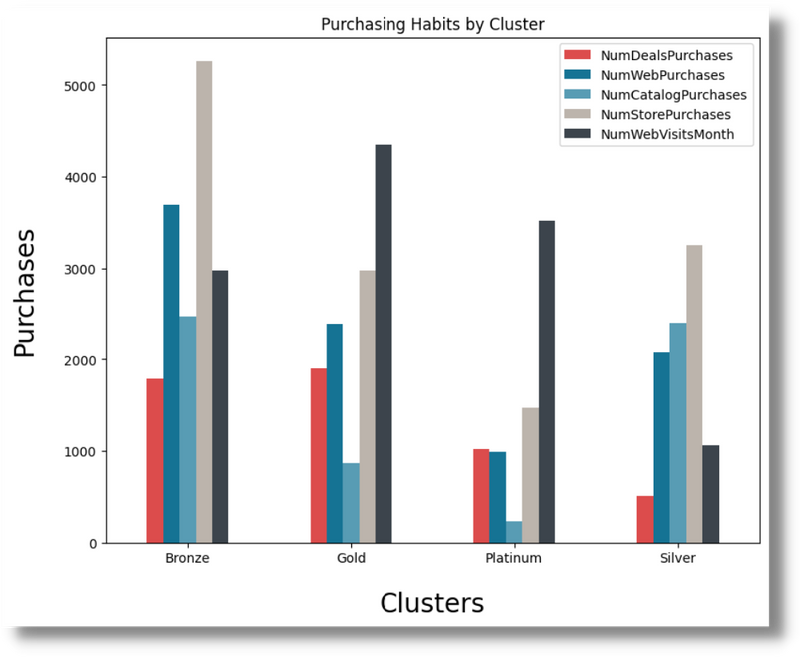 Purchasing Habits by Cluster
NumDealsPurchases
NumWebPurchases
NumCatalogPurchases
NumStorePurchases
NumWebVisitsMonth
Purchases
5000
4000
3000
2000
1000
0
Bronze Gold Platinum Silver
Clusters